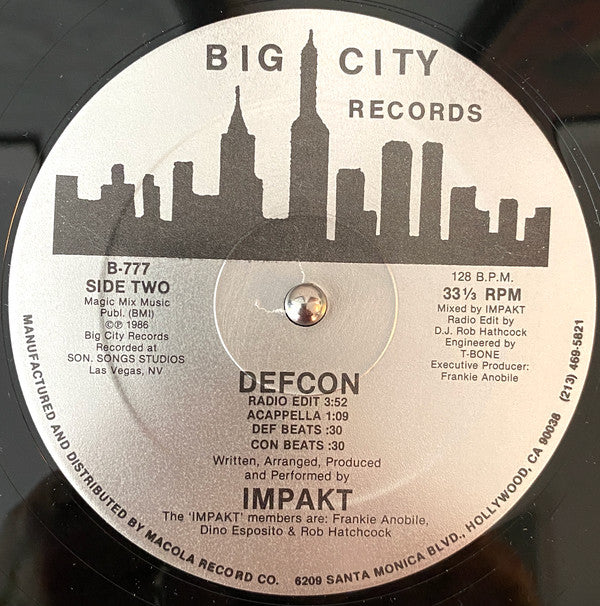 BIG CITY
RECORDS
B-777
SIDE TWO
Magic Mix Music
Publ. (BMI)
©℗ 1986
Big City Records
Recorded at
SON. SONGS STUDIOS
Las Vegas, NV
128 B.P.M.
33⅓ RPM
Mixed by IMPAKT
Radio Edit by
D.J. Rob Hathcock
Engineered by
T-BONE
Executive Producer:
Frankie Anobile
DEFCON
RADIO EDIT 3:52
ACAPPELLA 1:09
DEF BEATS :30
CON BEATS :30
Written, Arranged, Produced
and Performed by
IMPAKT
The 'IMPAKT' members are: Frankie Anobile,
Dino Esposito & Rob Hatchcock
MANUFACTURED AND DISTRIBUTED BY MACOLA RECORD CO. 6209 SANTA MONICA BLVD., HOLLYWOOD, CA 90038 (213) 469-5821